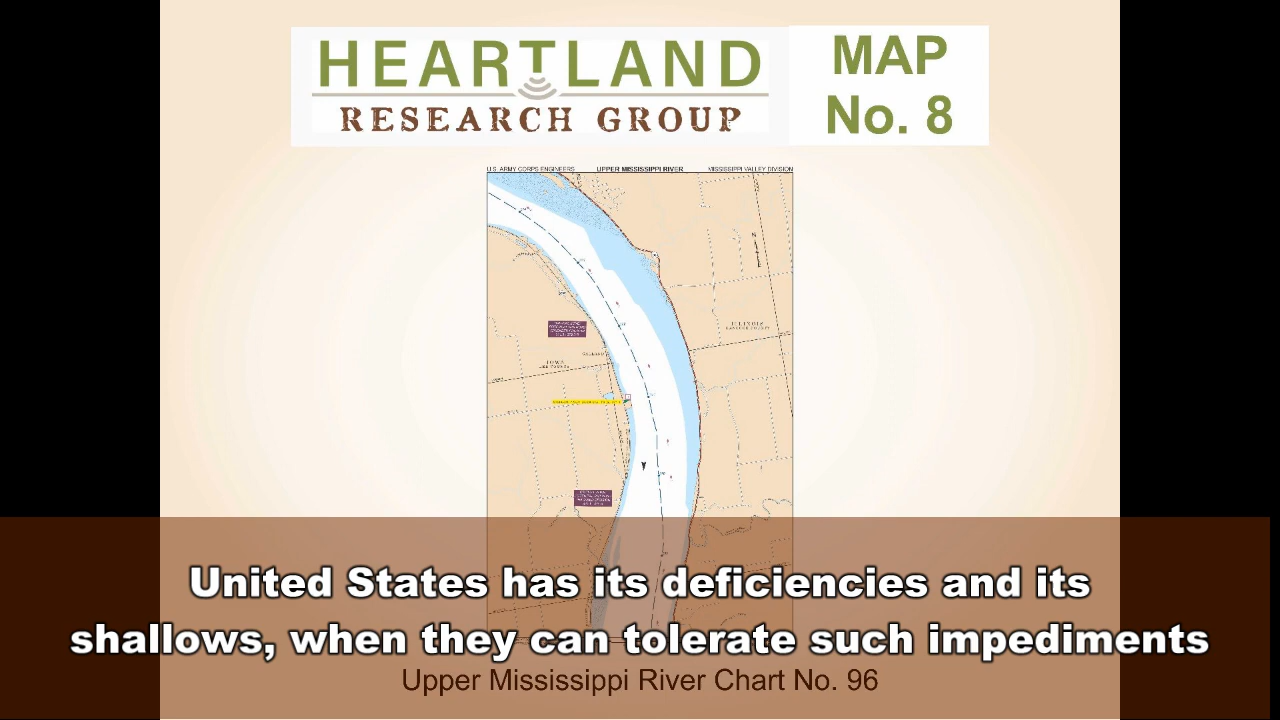 HEARTLAND
RESEARCH GROUP
MAP
No. 8
U.S. ARMY CORPS ENGINEERS UPPER MISSISSIPPI RIVER MISSISSIPPI VALLEY DIVISION
N
ILLINOIS
IOWA
United States has its deficiencies and its
shallows, when they can tolerate such impediments
Upper Mississippi River Chart No. 96